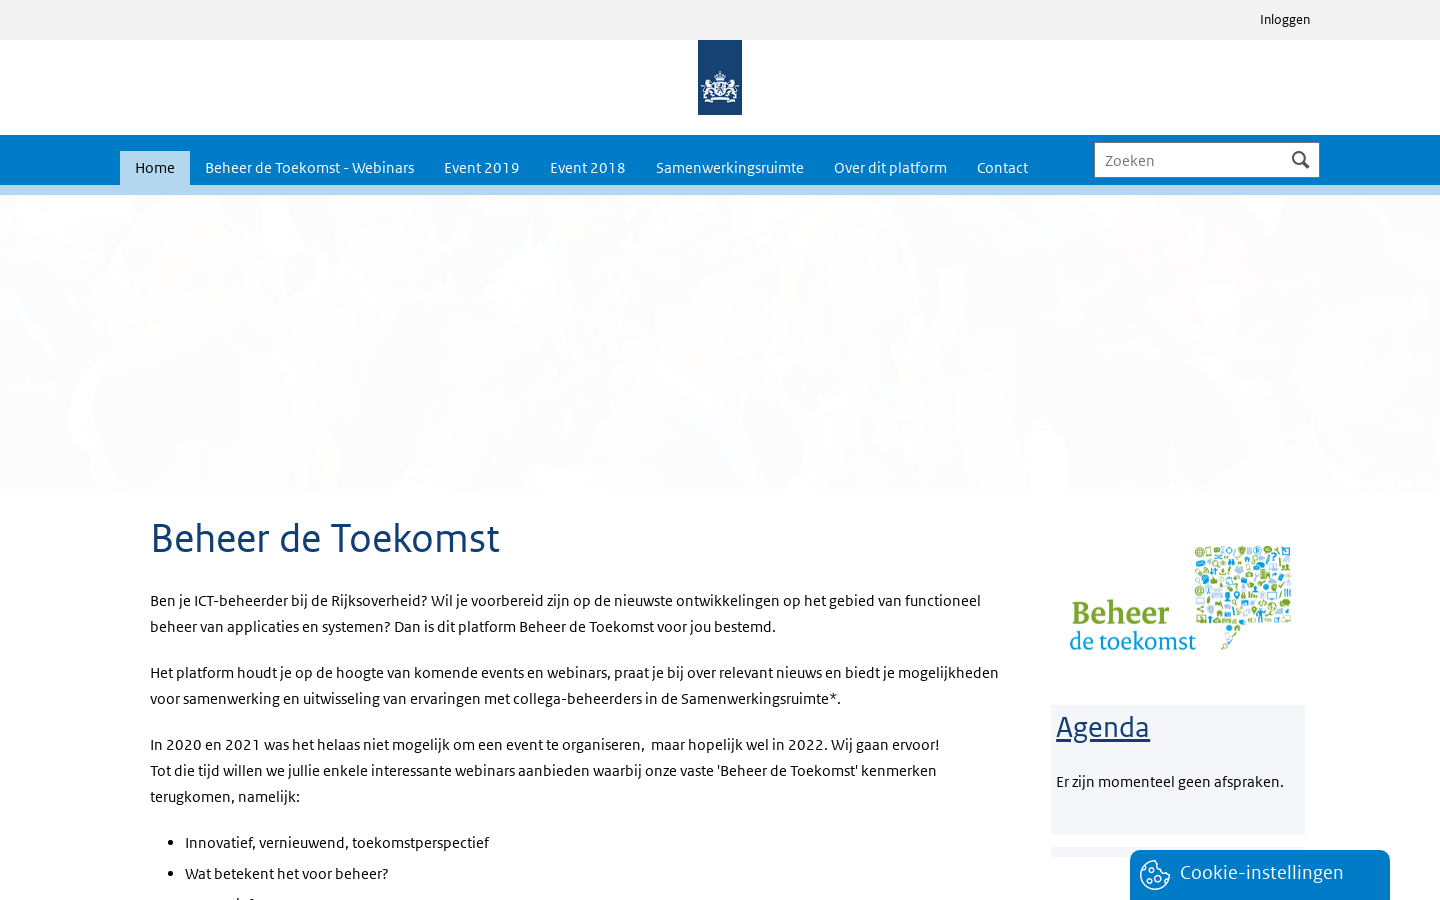 Inloggen
Home
Beheer de Toekomst - Webinars
Event 2019
Event 2018
Samenwerkingsruimte
Over dit platform
Contact
Zoeken
Beheer de Toekomst
Ben je ICT-beheerder bij de Rijksoverheid? Wil je voorbereid zijn op de nieuwste ontwikkelingen op het gebied van functioneel
beheer van applicaties en systemen? Dan is dit platform Beheer de Toekomst voor jou bestemd.
Het platform houdt je op de hoogte van komende events en webinars, praat je bij over relevant nieuws en biedt je mogelijkheden
voor samenwerking en uitwisseling van ervaringen met collega-beheerders in de Samenwerkingsruimte*.
In 2020 en 2021 was het helaas niet mogelijk om een event te organiseren,  maar hopelijk wel in 2022. Wij gaan ervoor!
Tot die tijd willen we jullie enkele interessante webinars aanbieden waarbij onze vaste 'Beheer de Toekomst' kenmerken
terugkomen, namelijk:
Innovatief, vernieuwend, toekomstperspectief
Wat betekent het voor beheer?
Beheer
de toekomst
Agenda
Er zijn momenteel geen afspraken.
Cookie-instellingen